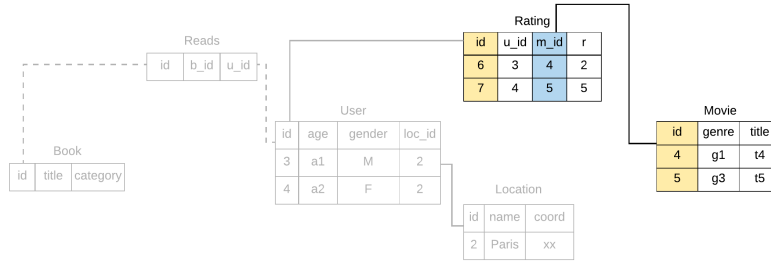 Rating
id u_id m_id r
6 3 4 2
7 4 5 5
Reads
id b_id u_id
User
id age gender loc_id
3 a1 M 2
4 a2 F 2
Movie
id genre title
4 g1 t4
5 g3 t5
Book
id title category
Location
id name coord
2 Paris xx